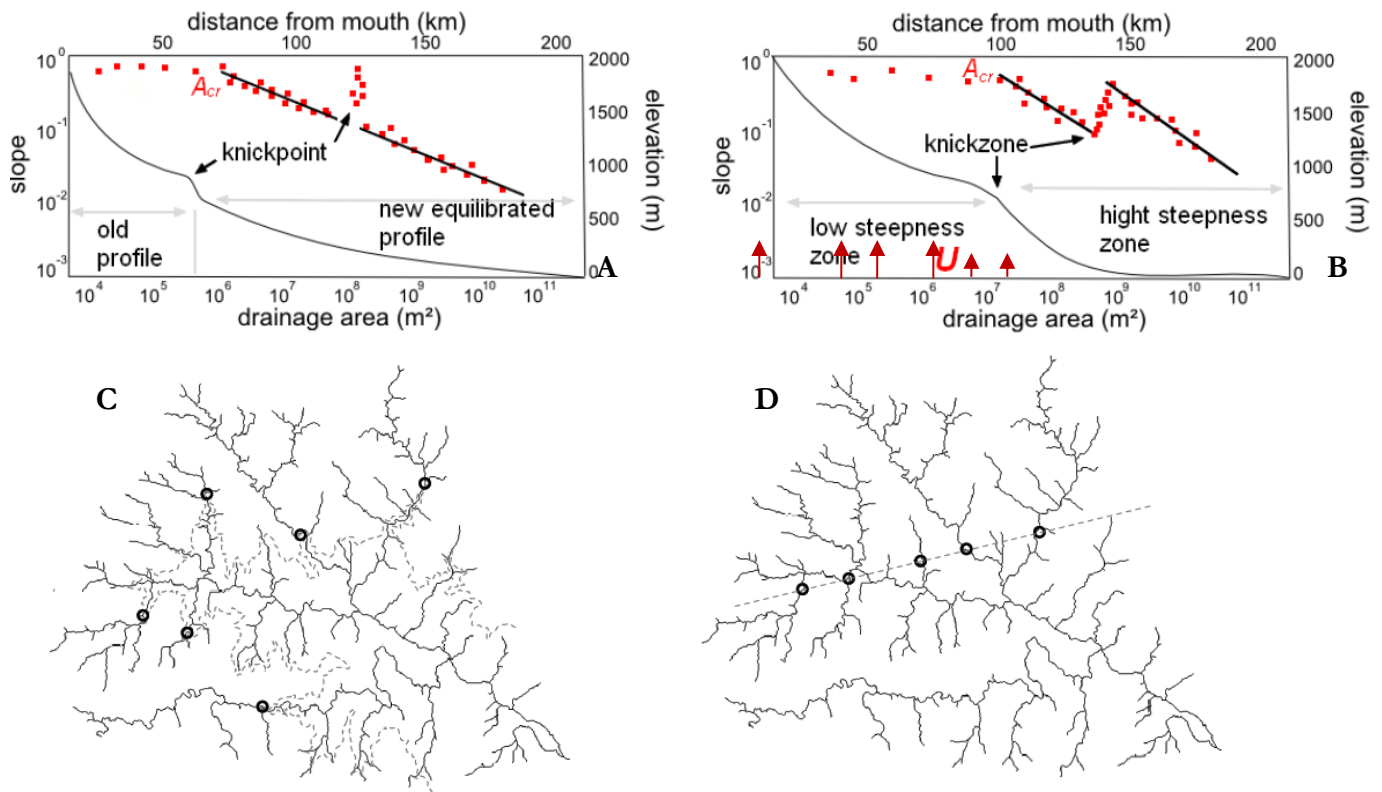 distance from mouth (km)
50 100 150 200
10⁰ 2000
A_cr
1500
10⁻¹
knickpoint
slope
elevation (m)
1000
10⁻²
new equilibrated
profile
500
old
profile
10⁻³ 0 A
10⁴ 10⁵ 10⁶ 10⁷ 10⁸ 10⁹ 10¹⁰ 10¹¹
drainage area (m²)
distance from mouth (km)
50 100 150 200
10⁰ 2000
A_cr
1500
10⁻¹
knickzone
slope
elevation (m)
1000
10⁻²
low steepness
zone
hight steepness
zone
500
U
10⁻³ 0 B
10⁴ 10⁵ 10⁶ 10⁷ 10⁸ 10⁹ 10¹⁰ 10¹¹
drainage area (m²)
C
D